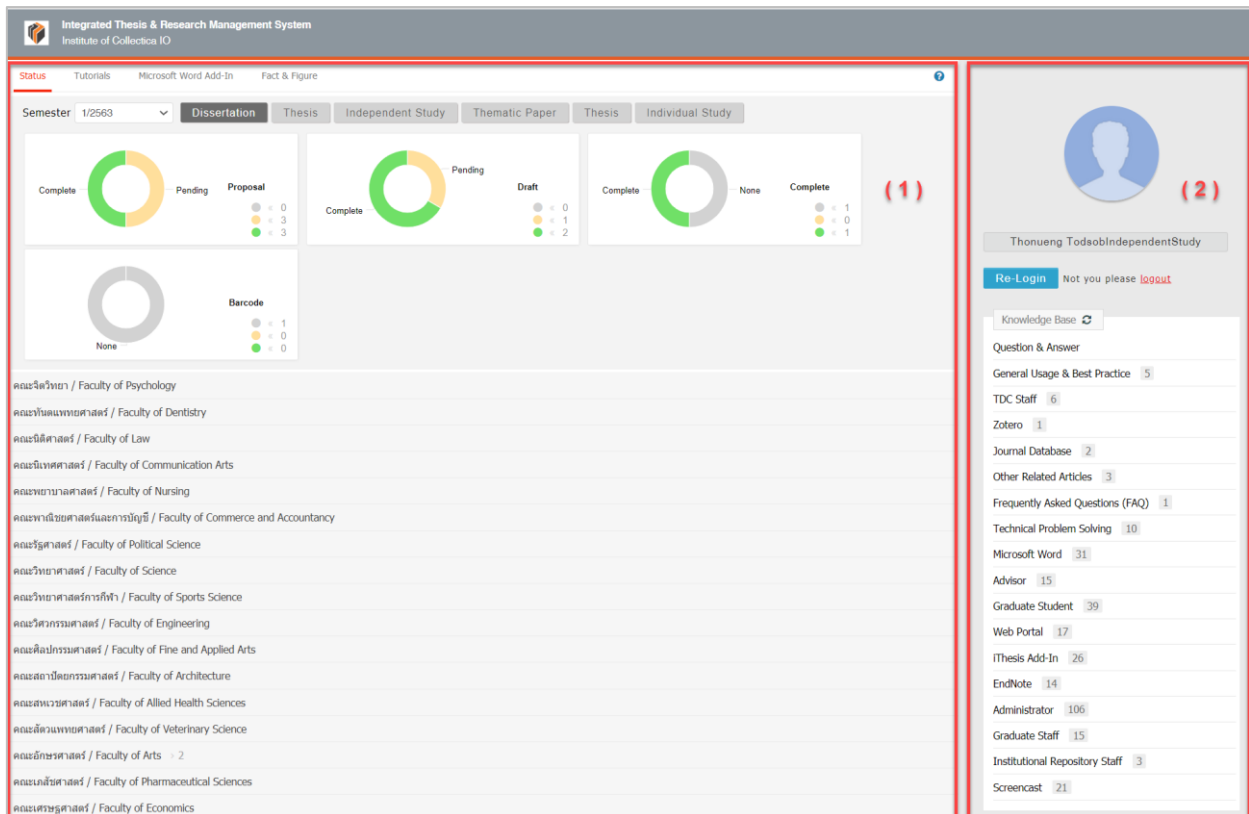 Integrated Thesis & Research Management System
Institute of Collectica IO
Status Tutorials Microsoft Word Add-In Fact & Figure
Semester 1/2563 Dissertation Thesis Independent Study Thematic Paper Thesis Individual Study
Complete Pending Proposal
0
3
3
Complete Pending Draft
0
1
2
Complete None Complete
1
0
1
( 1 )
None Barcode
1
0
0
คณะจิตวิทยา / Faculty of Psychology
คณะทันตแพทยศาสตร์ / Faculty of Dentistry
คณะนิติศาสตร์ / Faculty of Law
คณะนิเทศศาสตร์ / Faculty of Communication Arts
คณะพยาบาลศาสตร์ / Faculty of Nursing
คณะพาณิชยศาสตร์และการบัญชี / Faculty of Commerce and Accountancy
คณะรัฐศาสตร์ / Faculty of Political Science
คณะวิทยาศาสตร์ / Faculty of Science
คณะวิทยาศาสตร์การกีฬา / Faculty of Sports Science
คณะวิศวกรรมศาสตร์ / Faculty of Engineering
คณะศิลปกรรมศาสตร์ / Faculty of Fine and Applied Arts
คณะสถาปัตยกรรมศาสตร์ / Faculty of Architecture
คณะสหเวชศาสตร์ / Faculty of Allied Health Sciences
คณะสัตวแพทยศาสตร์ / Faculty of Veterinary Science
คณะอักษรศาสตร์ / Faculty of Arts 2
คณะเภสัชศาสตร์ / Faculty of Pharmaceutical Sciences
คณะเศรษฐศาสตร์ / Faculty of Economics
( 2 )
Thonueng TodsobIndependentStudy
Re-Login Not you please logout
Knowledge Base
Question & Answer
General Usage & Best Practice 5
TDC Staff 6
Zotero 1
Journal Database 2
Other Related Articles 3
Frequently Asked Questions (FAQ) 1
Technical Problem Solving 10
Microsoft Word 31
Advisor 15
Graduate Student 39
Web Portal 17
iThesis Add-In 26
EndNote 14
Administrator 106
Graduate Staff 15
Institutional Repository Staff 3
Screencast 21